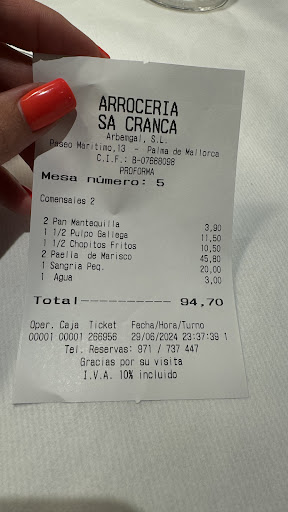 ARROCERIA
SA CRANCA
Arbamgal, S.L.
Paseo Maritimo,13 - Palma de Mallorca
C.I.F.: B-07668098
PROFORMA
Mesa número: 5
Comensales 2
2 Pan Mantequilla 3,90
1 1/2 Pulpo Gallega 11,50
1 1/2 Chopitos Fritos 10,50
2 Paella de Marisco 45,80
1 Sangria Peq. 20,00
1 Agua 3,00
Total---------- 94,70
Oper. Caja Ticket Fecha/Hora/Turno
00001 00001 266956 29/06/2024 23:37:39 1
Tel. Reservas: 971 / 737 447
Gracias por su visita
I.V.A. 10% incluido